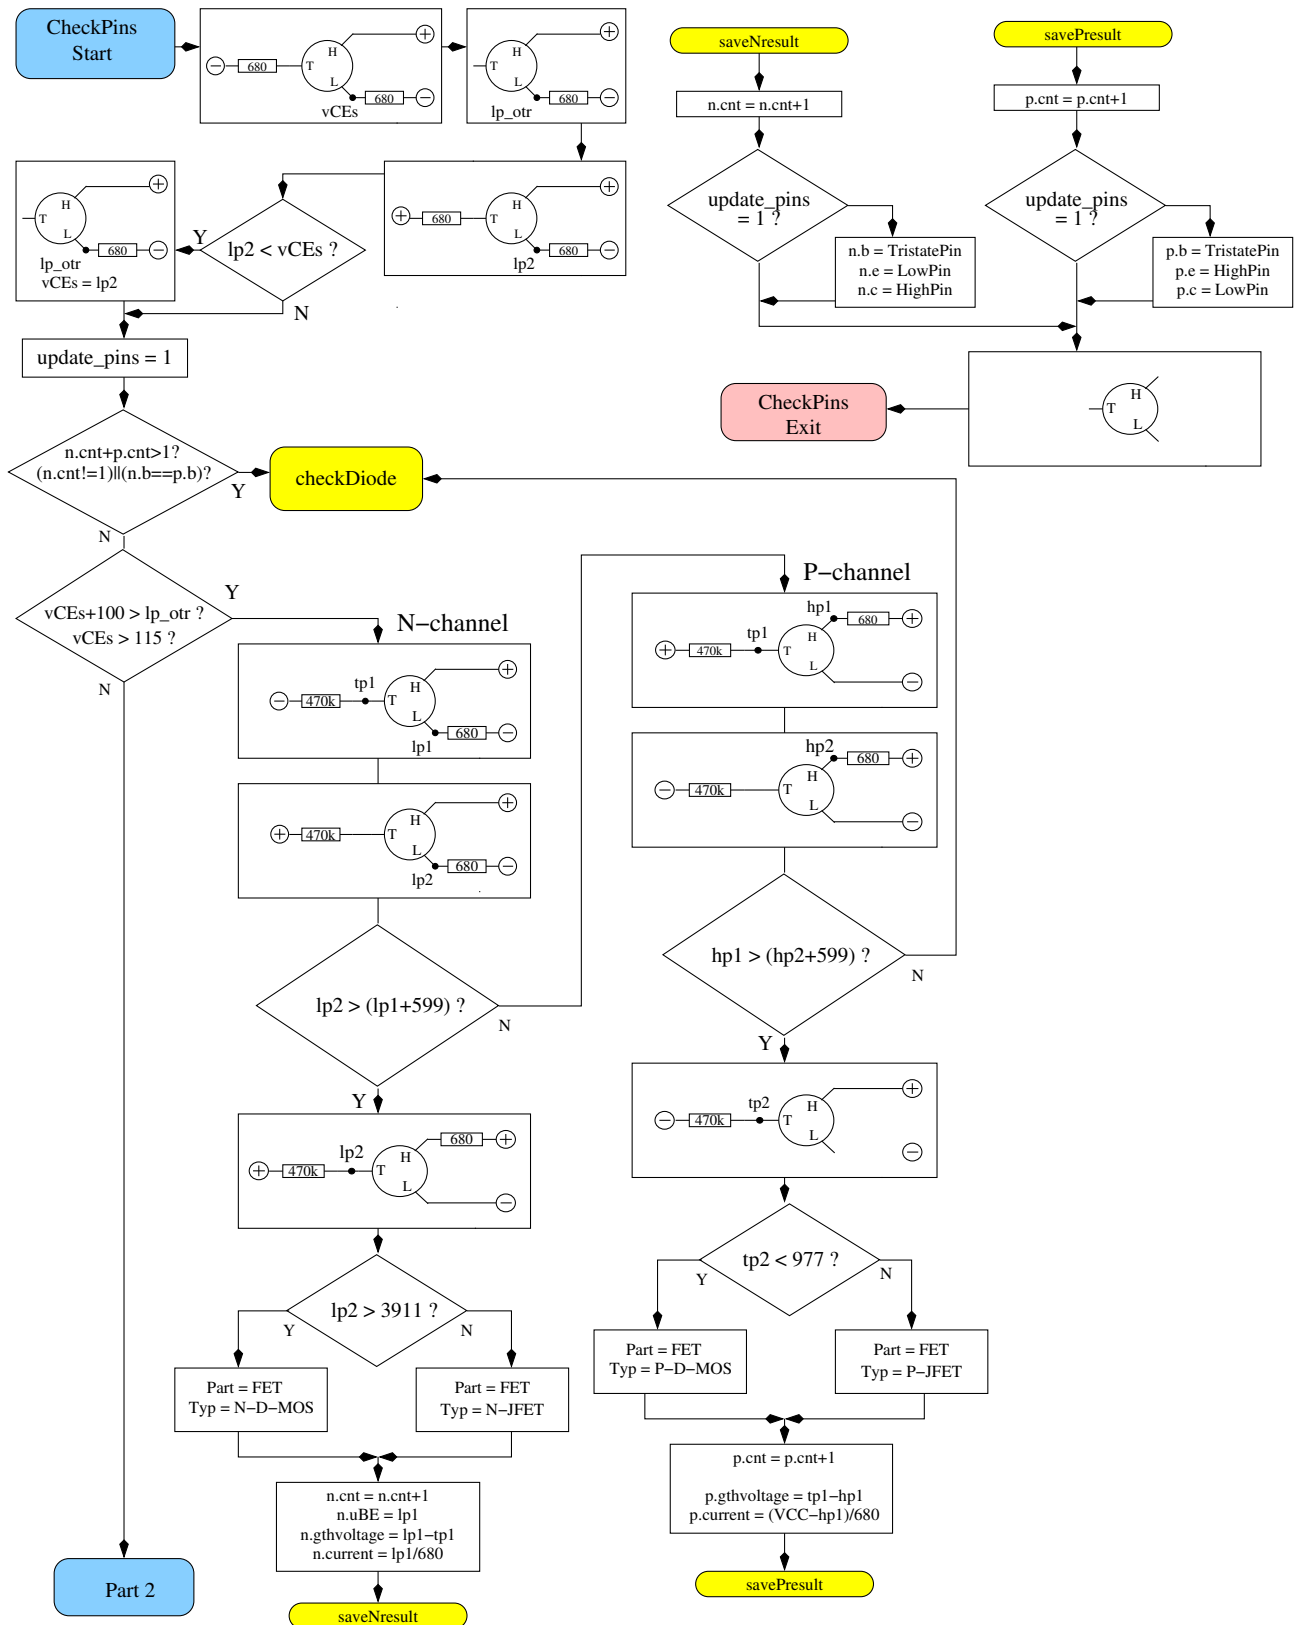 CheckPins
Start
H
T
L
680
680
vCEs
H
L
680
lp_otr
saveNresult
n.cnt = n.cnt+1
update_pins
= 1 ?
n.b = TristatePin
n.e = LowPin
n.c = HighPin
savePresult
p.cnt = p.cnt+1
update_pins
= 1 ?
p.b = TristatePin
p.e = HighPin
p.c = LowPin
H
T
L
680
lp_otr
vCEs = lp2
Y
lp2 < vCEs ?
N
H
680
T
L
680
lp2
update_pins = 1
H
T
L
CheckPins
Exit
n.cnt+p.cnt>1?
(n.cnt!=1)||(n.b==p.b)?
Y
N
checkDiode
vCEs+100 > lp_otr ?
vCEs > 115 ?
Y
N
N−channel
tp1
470k
H
T
L
680
lp1
470k
H
T
L
680
lp2
lp2 > (lp1+599) ?
N
Y
680
lp2
H
470k
T
L
lp2 > 3911 ?
Y
N
Part = FET
Typ = N−D−MOS
Part = FET
Typ = N−JFET
n.cnt = n.cnt+1
n.uBE = lp1
n.gthvoltage = lp1−tp1
n.current = lp1/680
saveNresult
P−channel
hp1
680
tp1
H
470k
T
L
hp2
680
H
470k
T
L
hp1 > (hp2+599) ?
N
Y
tp2
H
470k
T
L
tp2 < 977 ?
Y
N
Part = FET
Typ = P−D−MOS
Part = FET
Typ = P−JFET
p.cnt = p.cnt+1
p.gthvoltage = tp1−hp1
p.current = (VCC−hp1)/680
savePresult
Part 2